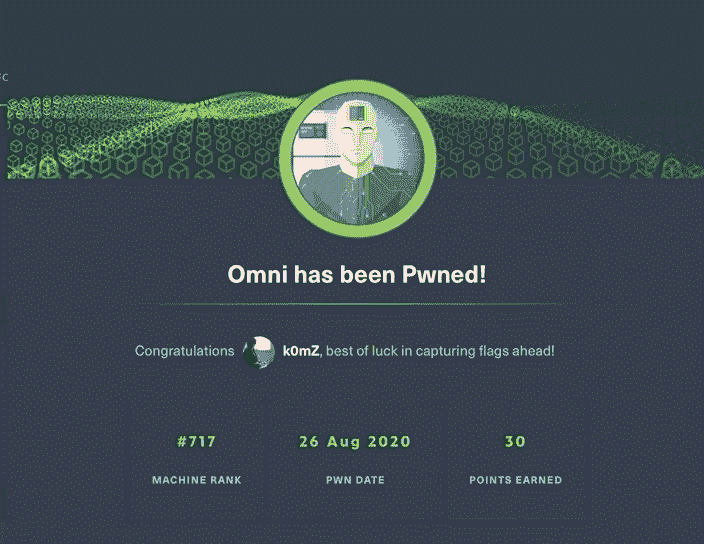 Omni has been Pwned!
Congratulations k0mZ, best of luck in capturing flags ahead!
#717 26 Aug 2020 30
MACHINE RANK PWN DATE POINTS EARNED